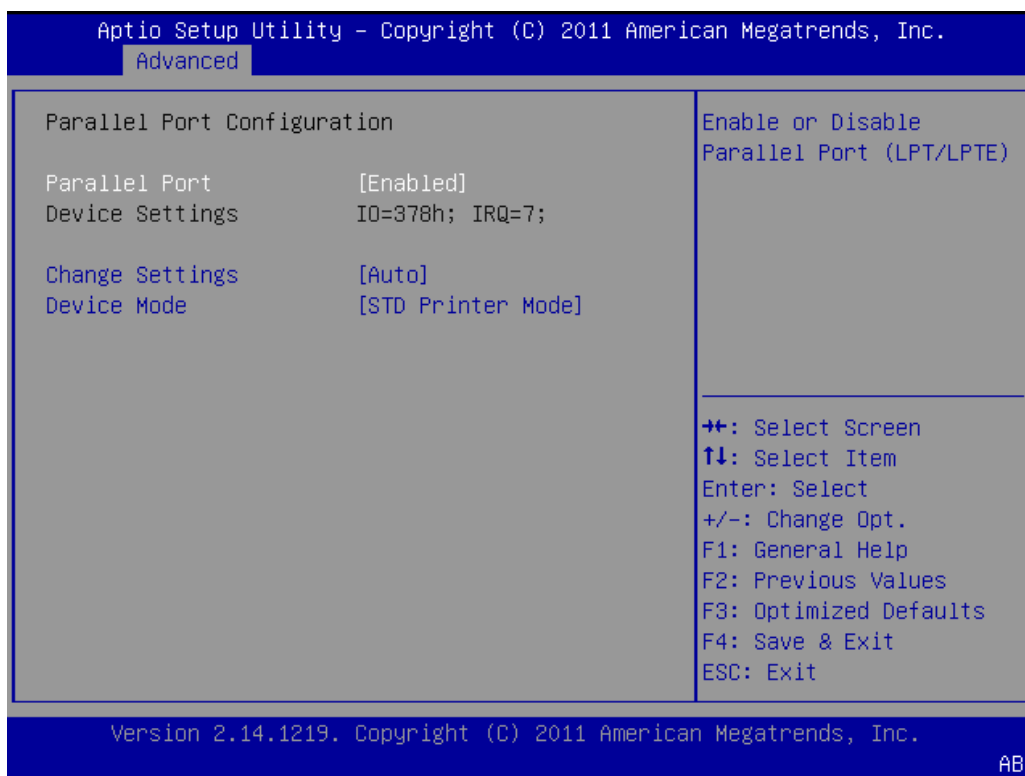 Aptio Setup Utility – Copyright (C) 2011 American Megatrends, Inc.
Advanced
Parallel Port Configuration
Parallel Port [Enabled]
Device Settings IO=378h; IRQ=7;
Change Settings [Auto]
Device Mode [STD Printer Mode]
Enable or Disable
Parallel Port (LPT/LPTE)
→←: Select Screen
↑↓: Select Item
Enter: Select
+/-: Change Opt.
F1: General Help
F2: Previous Values
F3: Optimized Defaults
F4: Save & Exit
ESC: Exit
Version 2.14.1219. Copyright (C) 2011 American Megatrends, Inc.
AB